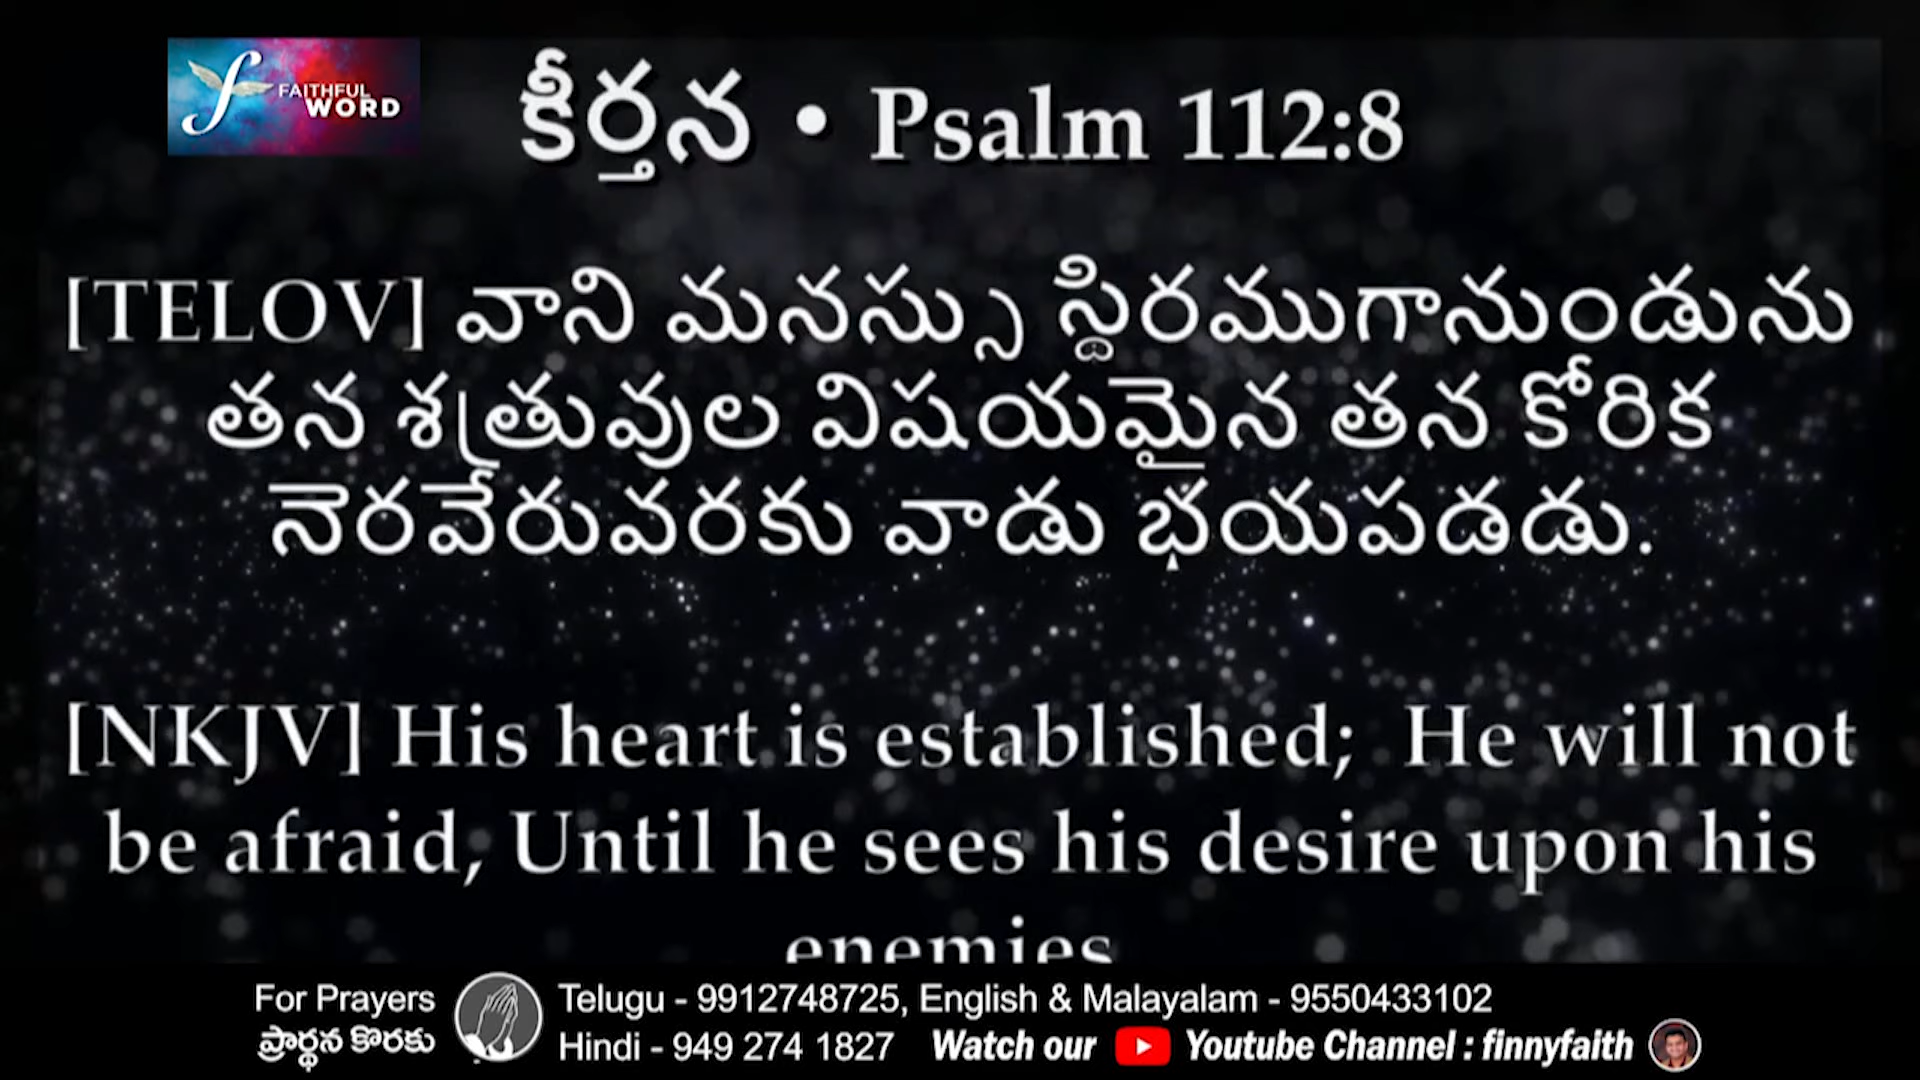 FAITHFUL
WORD
కీర్తన • Psalm 112:8
[TELOV] వాని మనస్సు స్థిరముగానుండును
తన శత్రువుల విషయమైన తన కోరిక
నెరవేరువరకు వాడు భయపడడు.
[NKJV] His heart is established; He will not
be afraid, Until he sees his desire upon his
enemies
For Prayers
ప్రార్థన కొరకు
Telugu - 9912748725, English & Malayalam - 9550433102
Hindi - 949 274 1827 Watch our Youtube Channel : finnyfaith